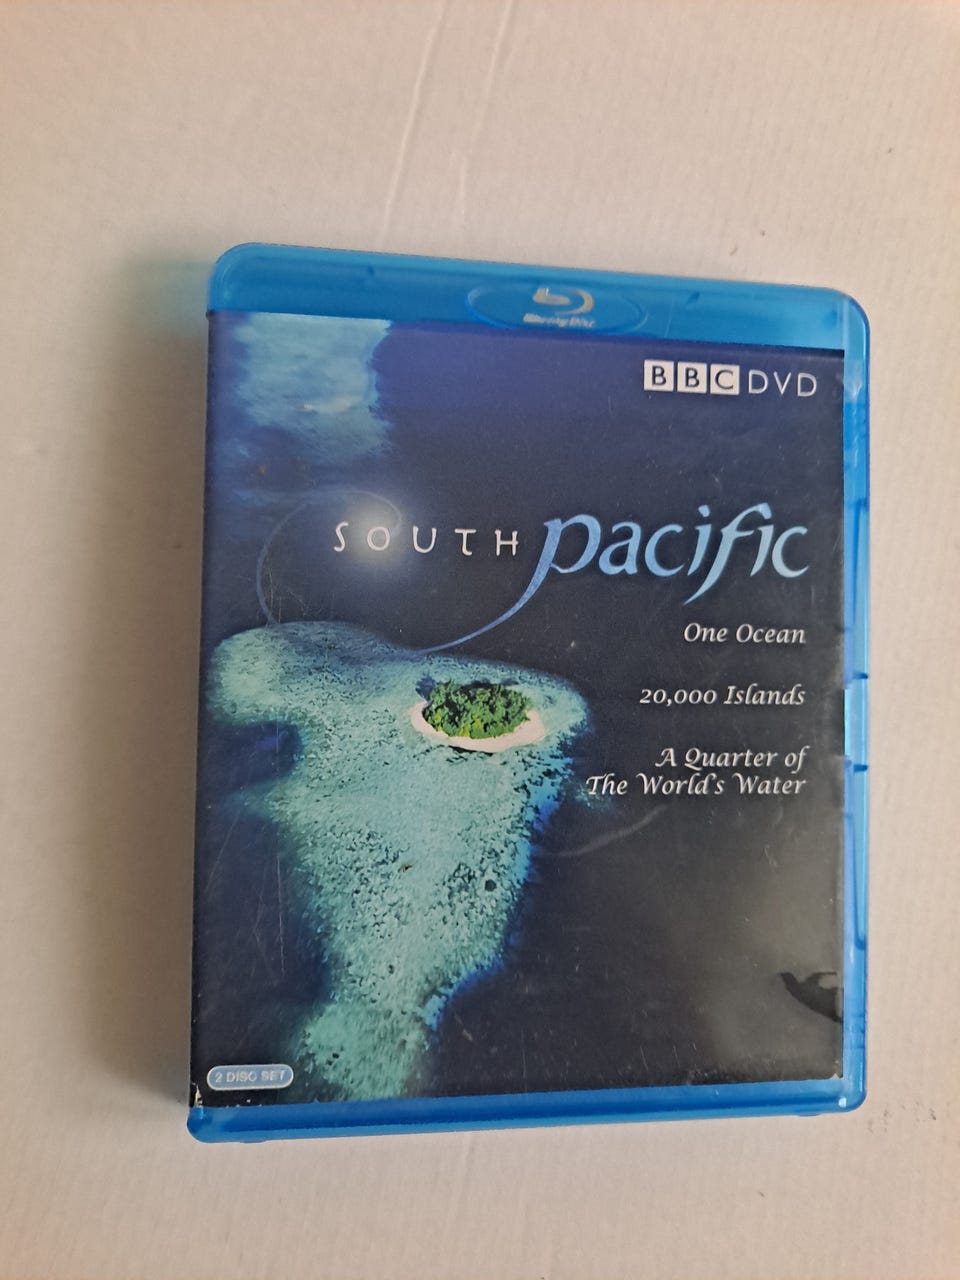 Blu-ray Disc
BBC DVD
SOUTH pacific
One Ocean
20,000 Islands
A Quarter of
The World's Water
2 DISC SET